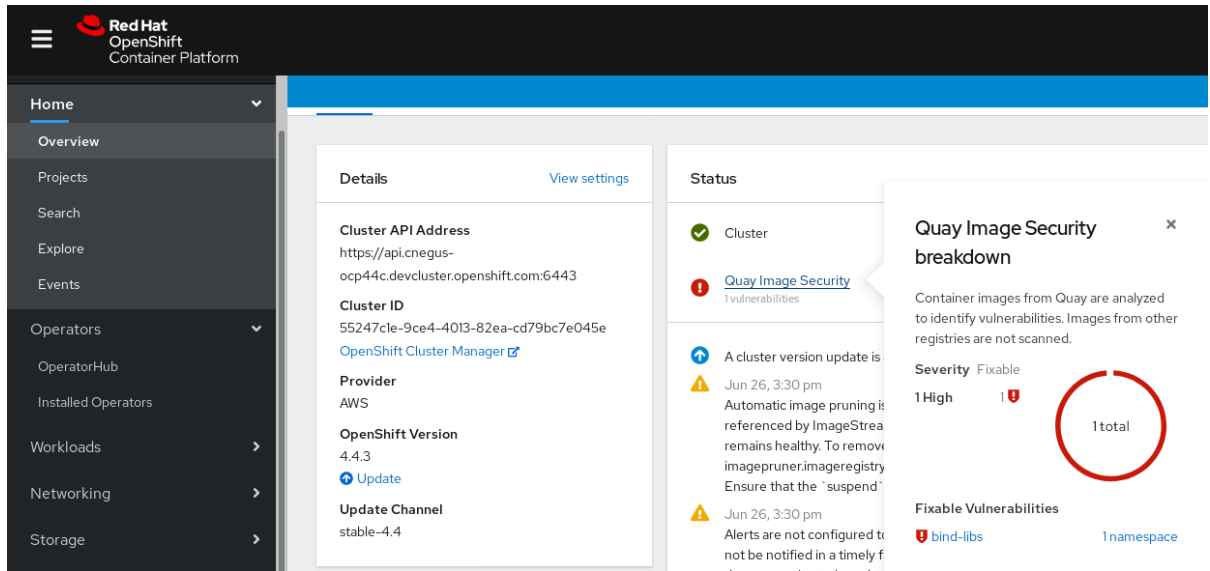 Red Hat
OpenShift
Container Platform
Home
Overview
Projects
Search
Explore
Events
Operators
OperatorHub
Installed Operators
Workloads
Networking
Storage
Details
View settings
Cluster API Address
https://api.cnegus-
ocp44c.devcluster.openshift.com:6443
Cluster ID
55247c1e-9ce4-4013-82ea-cd79bc7e045e
OpenShift Cluster Manager
Provider
AWS
OpenShift Version
4.4.3
Update
Update Channel
stable-4.4
Status
Cluster
Quay Image Security
1 vulnerabilities
A cluster version update is
Jun 26, 3:30 pm
Automatic image pruning is
referenced by ImageStrea
remains healthy. To remove
imagepruner.imageregistry
Ensure that the `suspend`
Jun 26, 3:30 pm
Alerts are not configured to
not be notified in a timely f
Quay Image Security
breakdown
Container images from Quay are analyzed
to identify vulnerabilities. Images from other
registries are not scanned.
Severity Fixable
1 High 1
1 total
Fixable Vulnerabilities
bind-libs 1 namespace